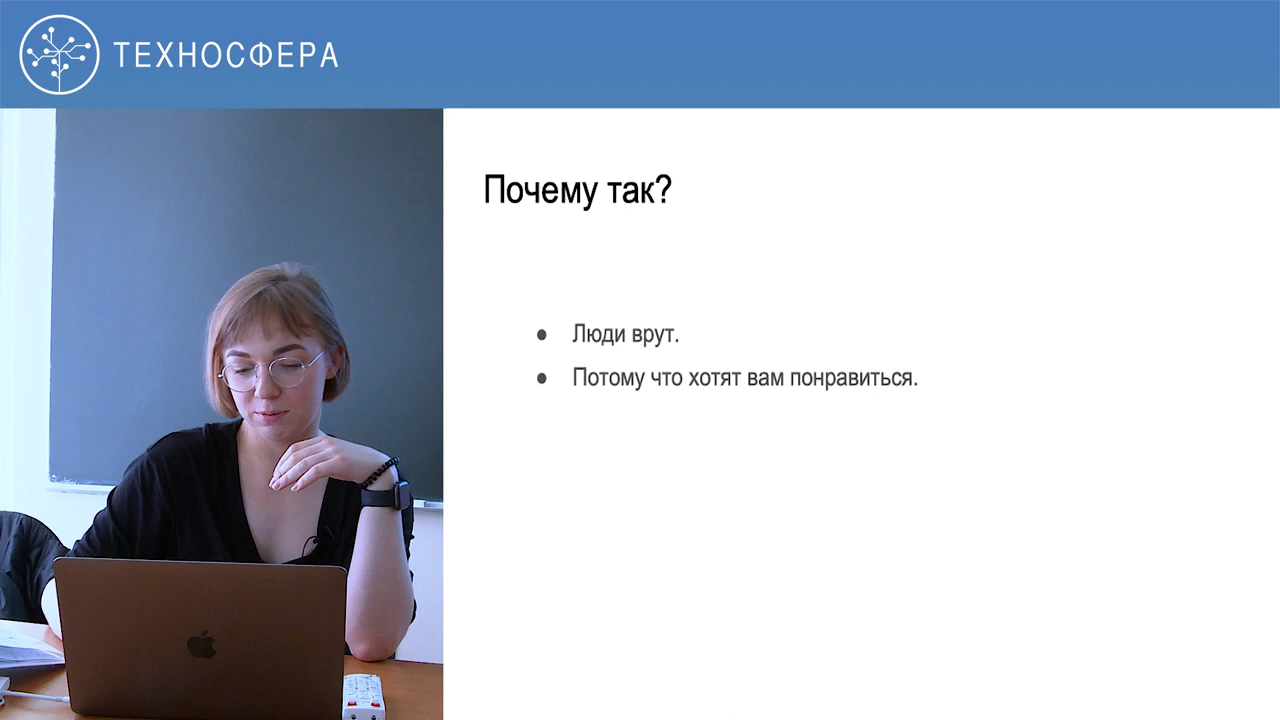 ТЕХНОСФЕРА
Почему так?
● Люди врут.
● Потому что хотят вам понравиться.